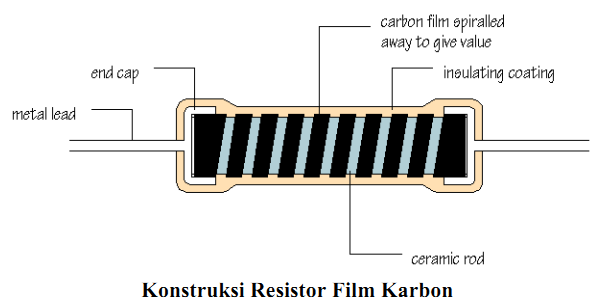 carbon film spiralled
away to give value
end cap
insulating coating
metal lead
ceramic rod
Konstruksi Resistor Film Karbon